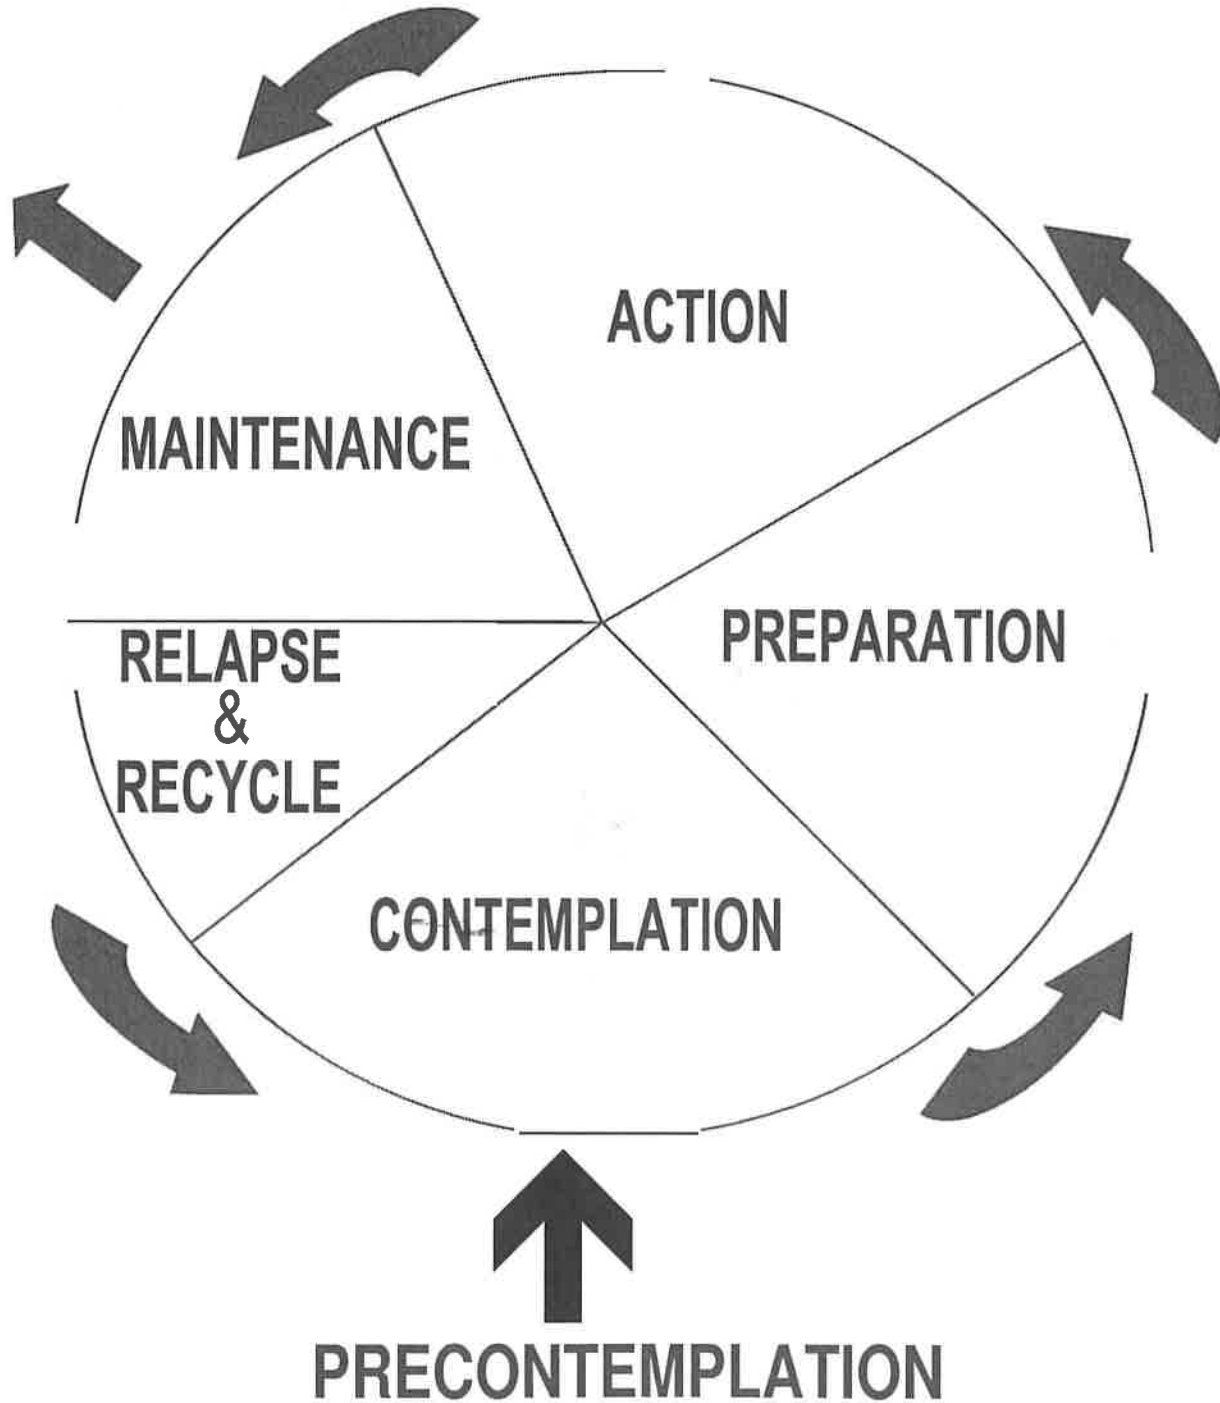 ACTION
MAINTENANCE
PREPARATION
RELAPSE
&
RECYCLE
CONTEMPLATION
PRECONTEMPLATION